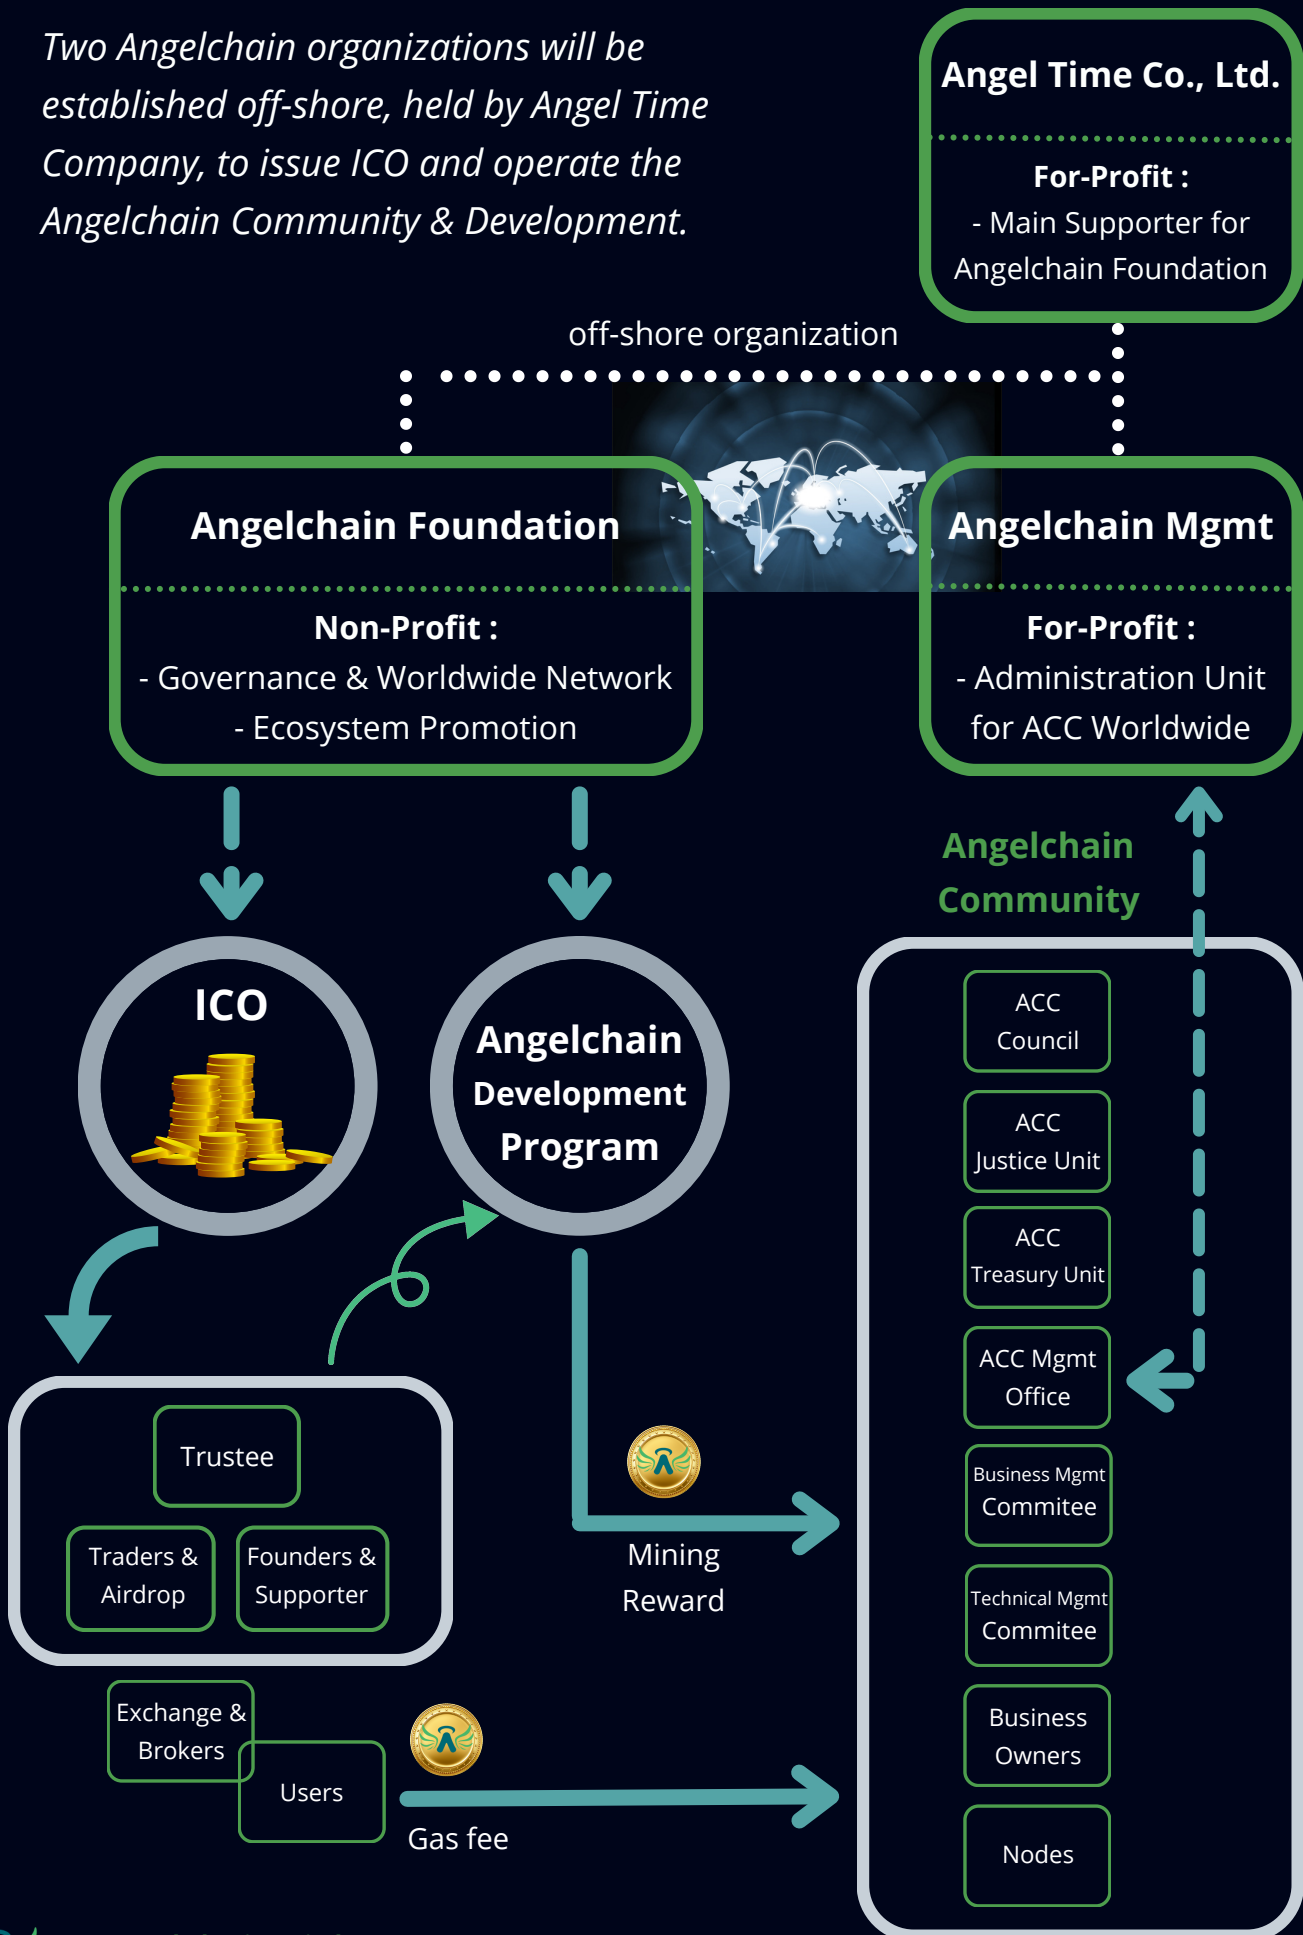 Two Angelchain organizations will be
established off-shore, held by Angel Time
Company, to issue ICO and operate the
Angelchain Community & Development.
Angel Time Co., Ltd.
For-Profit :
- Main Supporter for
Angelchain Foundation
off-shore organization
Angelchain Foundation
Non-Profit :
- Governance & Worldwide Network
- Ecosystem Promotion
Angelchain Mgmt
For-Profit :
- Administration Unit
for ACC Worldwide
ICO
Angelchain
Development
Program
Angelchain
Community
ACC
Council
ACC
Justice Unit
ACC
Treasury Unit
ACC Mgmt
Office
Business Mgmt
Commitee
Technical Mgmt
Commitee
Business
Owners
Nodes
Trustee
Traders &
Airdrop
Founders &
Supporter
Mining
Reward
Exchange &
Brokers
Users
Gas fee